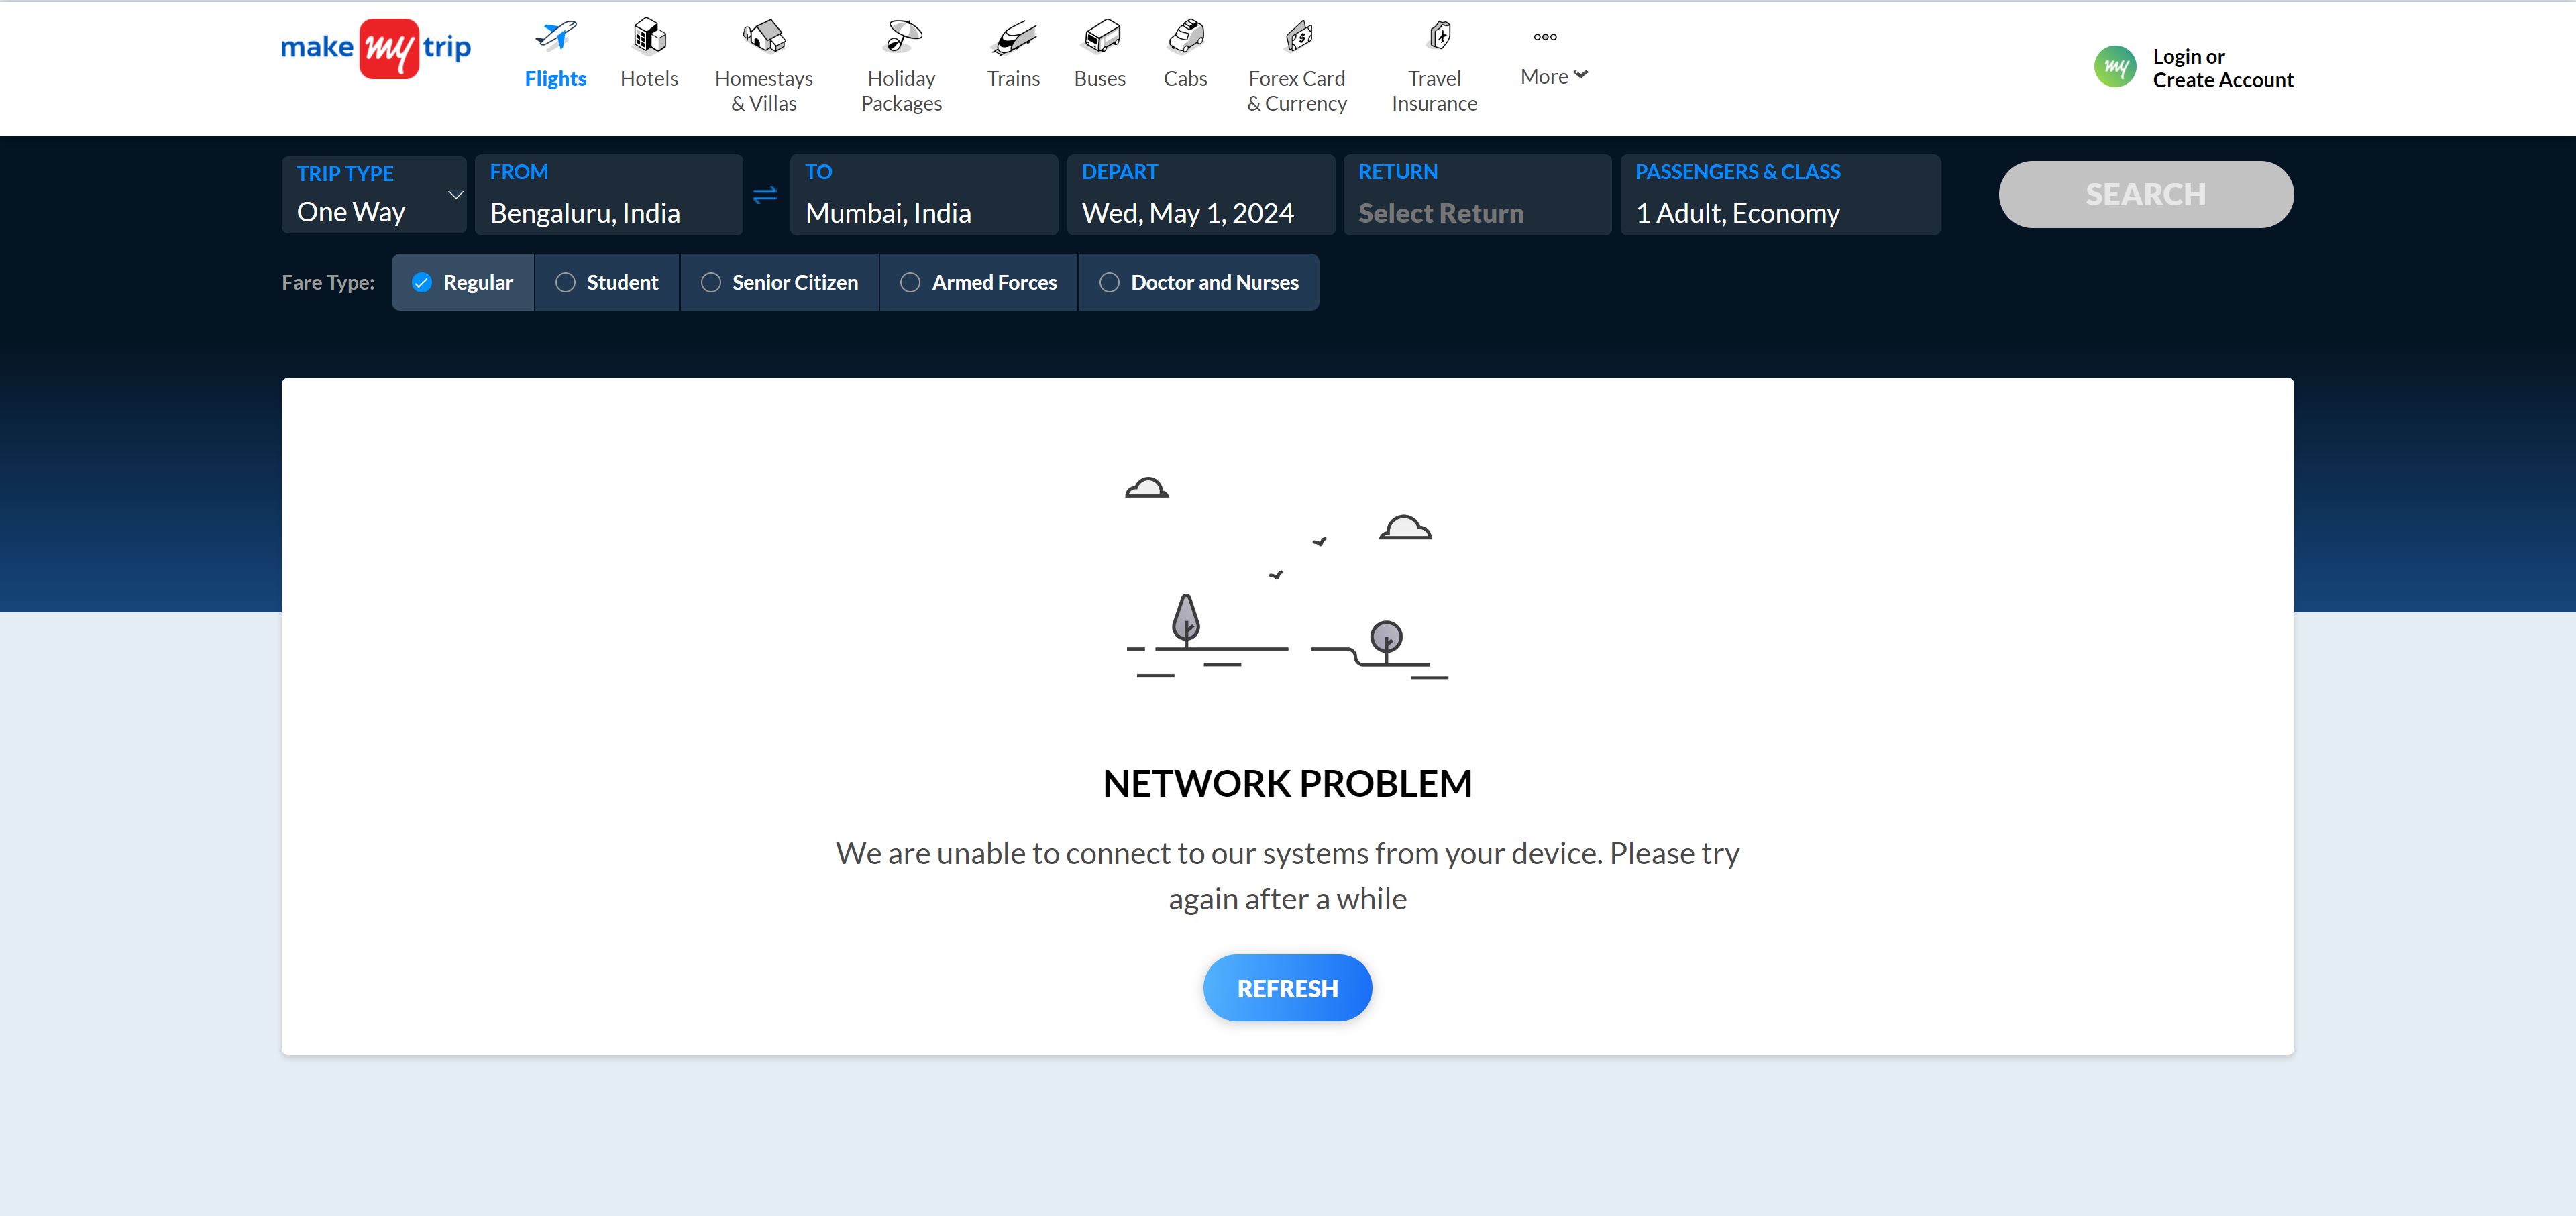 make my trip
Flights
Hotels
Homestays
& Villas
Holiday
Packages
Trains
Buses
Cabs
Forex Card
& Currency
Travel
Insurance
More
my
Login or
Create Account
TRIP TYPE
One Way
FROM
Bengaluru, India
TO
Mumbai, India
DEPART
Wed, May 1, 2024
RETURN
Select Return
PASSENGERS & CLASS
1 Adult, Economy
SEARCH
Fare Type:
Regular
Student
Senior Citizen
Armed Forces
Doctor and Nurses
NETWORK PROBLEM
We are unable to connect to our systems from your device. Please try
again after a while
REFRESH